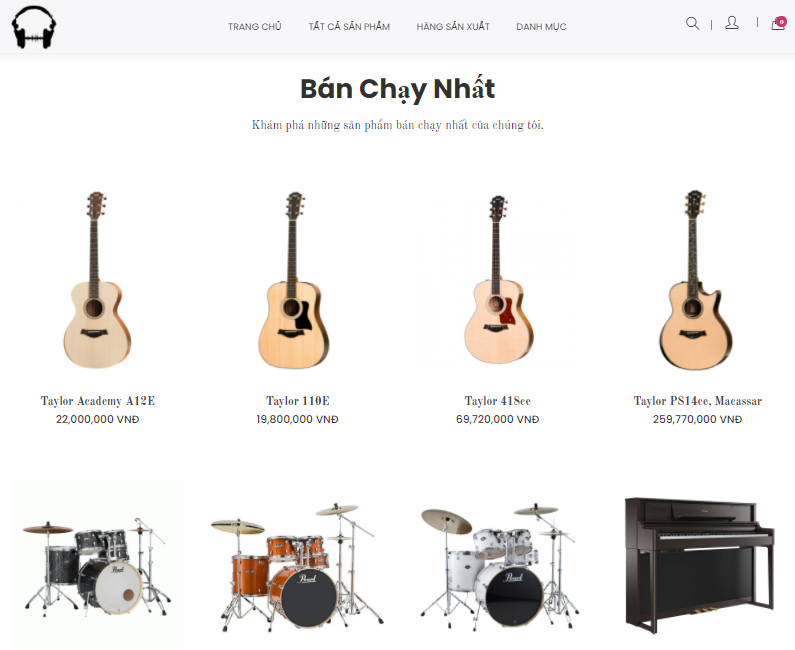 TRANG CHỦ TẤT CẢ SẢN PHẨM HÃNG SẢN XUẤT DANH MỤC
0
Bán Chạy Nhất
Khám phá những sản phẩm bán chạy nhất của chúng tôi.
Taylor Academy A12E
22,000,000 VNĐ
Taylor 110E
19,800,000 VNĐ
Taylor 418ce
69,720,000 VNĐ
Taylor PS14ce, Macassar
259,770,000 VNĐ
Pearl
Pearl
Pearl